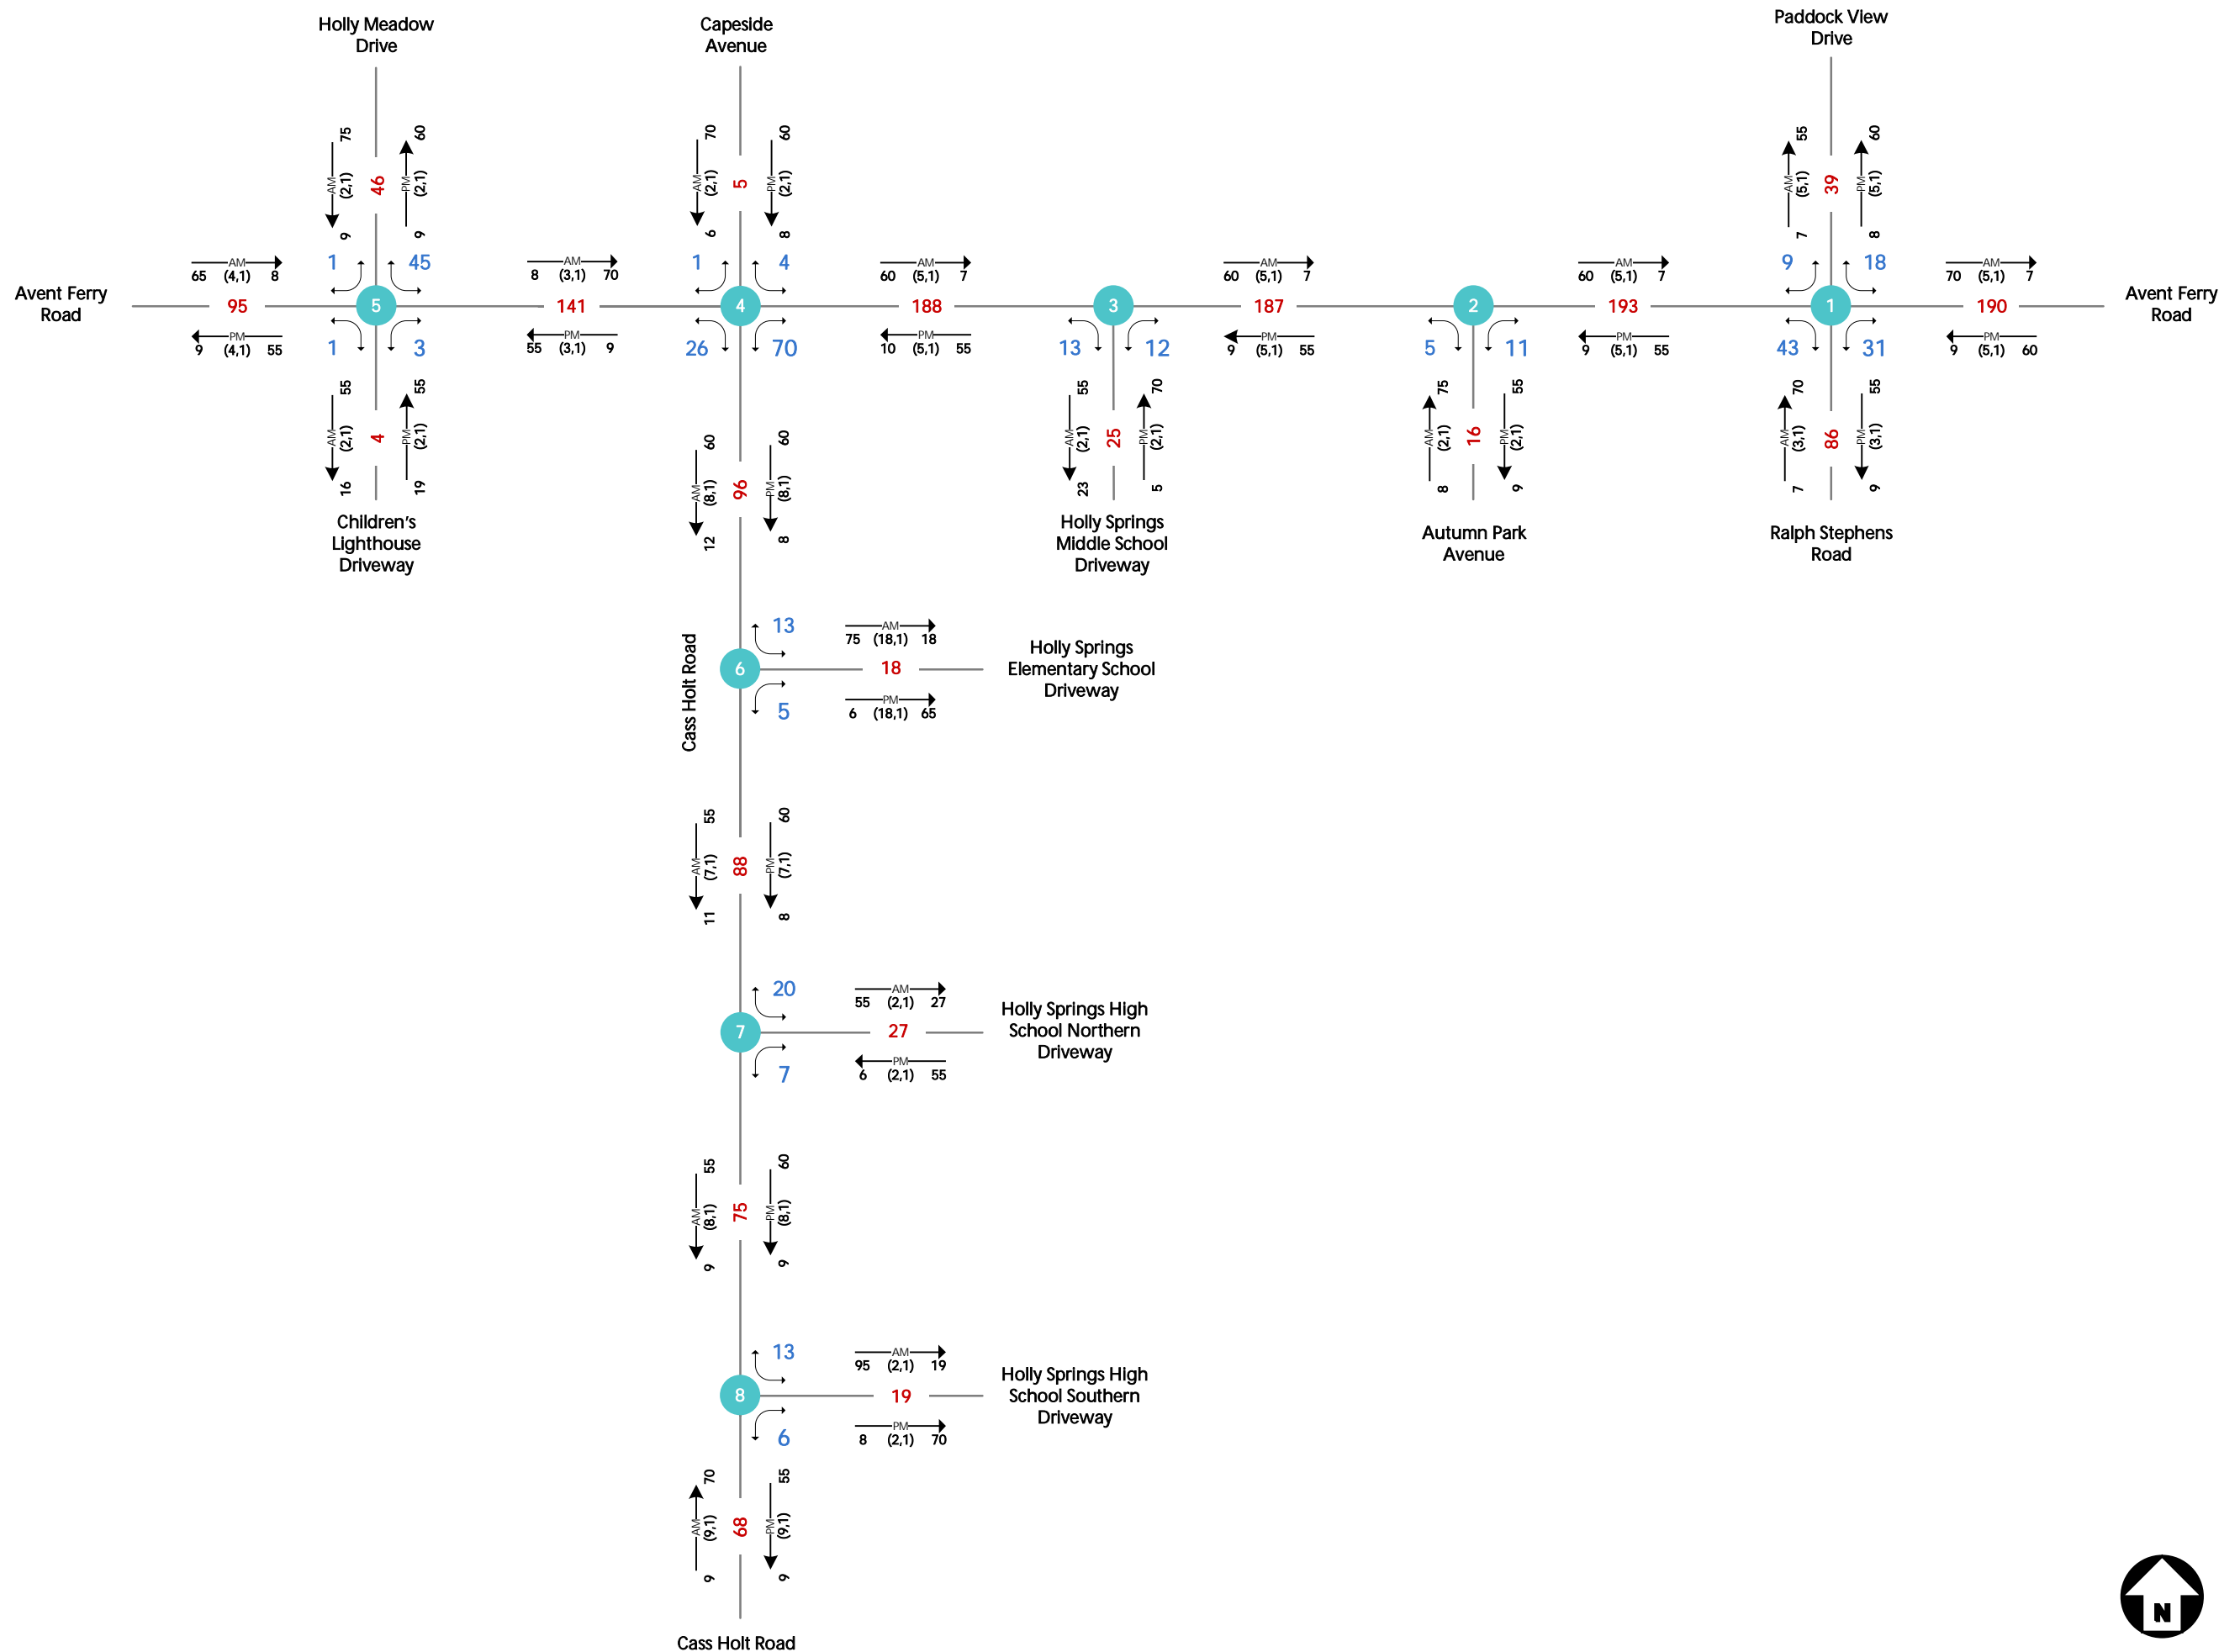 Holly Meadow
Drive
Capeside
Avenue
Paddock View
Drive
75
AM
(2,1)
9
46
60
PM
(2,1)
9
70
AM
(2,1)
6
5
60
PM
(2,1)
8
55
AM
(5,1)
7
39
60
PM
(5,1)
8
1
45
1
4
9
18
AM
65 (4,1) 8
AM
8 (3,1) 70
AM
60 (5,1) 7
AM
60 (5,1) 7
AM
60 (5,1) 7
AM
70 (5,1) 7
Avent Ferry
Road
95
5
141
4
188
3
187
2
193
1
190
Avent Ferry
Road
PM
9 (4,1) 55
PM
55 (3,1) 9
PM
10 (5,1) 55
PM
9 (5,1) 55
PM
9 (5,1) 55
PM
9 (5,1) 60
1
3
26
70
13
12
5
11
43
31
55
AM
(2,1)
16
4
55
PM
(2,1)
19
60
AM
(8,1)
12
96
60
PM
(8,1)
8
55
AM
(2,1)
23
25
70
PM
(2,1)
5
75
AM
(2,1)
8
16
55
PM
(2,1)
9
70
AM
(3,1)
7
86
55
PM
(3,1)
9
Children's
Lighthouse
Driveway
Holly Springs
Middle School
Driveway
Autumn Park
Avenue
Ralph Stephens
Road
Cass Holt Road
13
6
5
AM
75 (18,1) 18
18
PM
6 (18,1) 65
Holly Springs
Elementary School
Driveway
55
AM
(7,1)
11
88
60
PM
(7,1)
8
20
7
7
AM
55 (2,1) 27
27
PM
6 (2,1) 55
Holly Springs High
School Northern
Driveway
55
AM
(8,1)
9
75
60
PM
(8,1)
9
13
8
6
AM
95 (2,1) 19
19
PM
8 (2,1) 70
Holly Springs High
School Southern
Driveway
70
AM
(9,1)
9
68
55
PM
(9,1)
9
Cass Holt Road
N